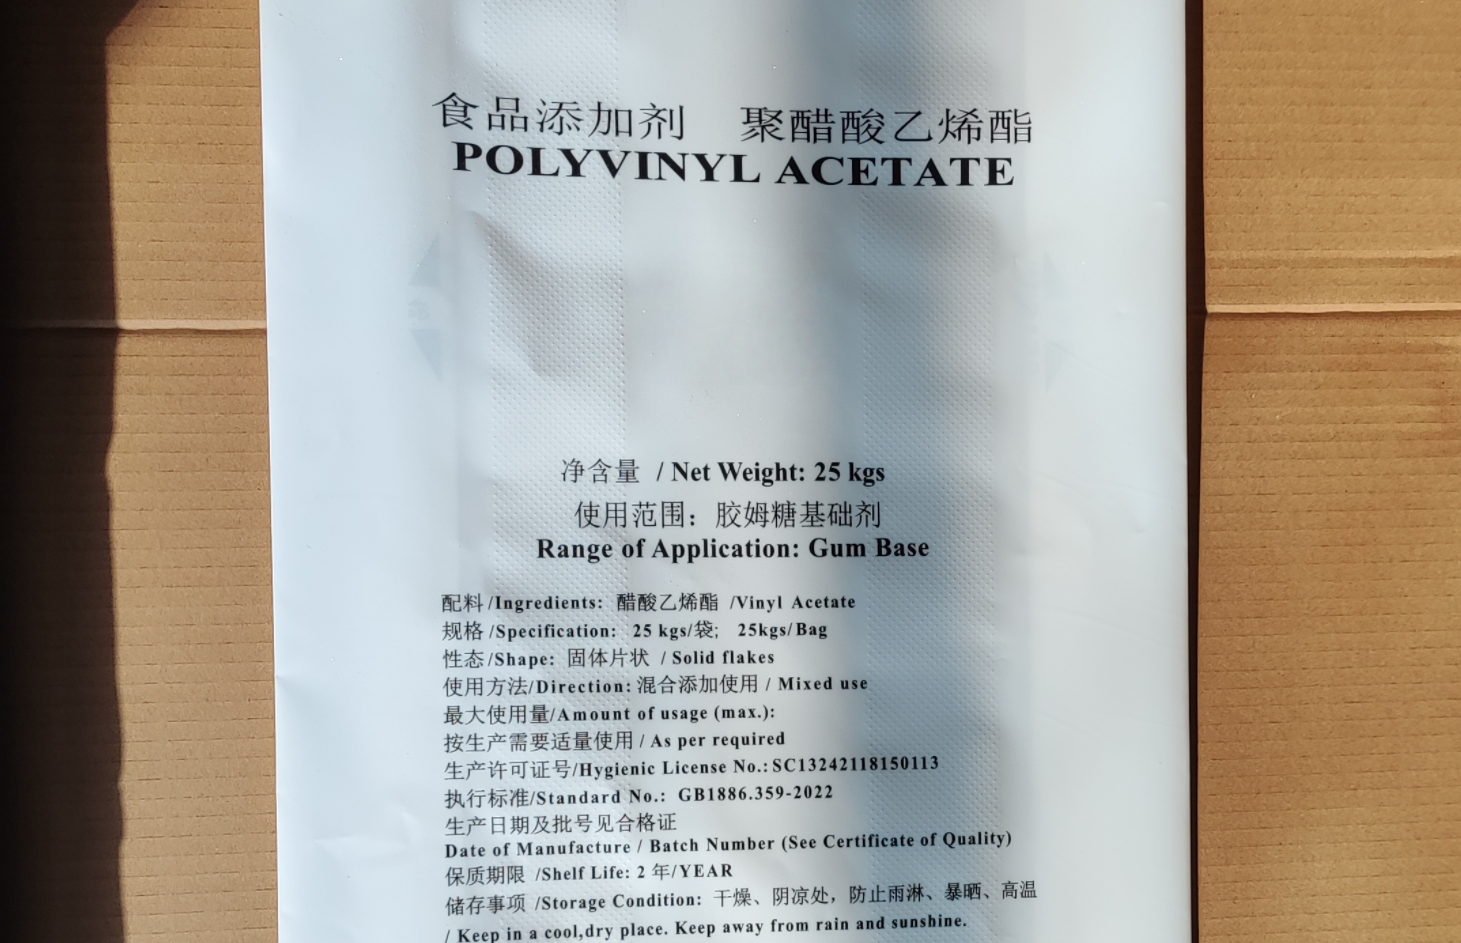 食品添加剂 聚醋酸乙烯酯
POLYVINYL ACETATE
净含量 / Net Weight: 25 kgs
使用范围：胶姆糖基础剂
Range of Application: Gum Base
配料/Ingredients: 醋酸乙烯酯 /Vinyl Acetate
规格/Specification: 25 kgs/袋; 25kgs/Bag
性态/Shape: 固体片状 / Solid flakes
使用方法/Direction: 混合添加使用 / Mixed use
最大使用量/Amount of usage (max.):
按生产需要适量使用 / As per required
生产许可证号/Hygienic License No.: SC13242118150113
执行标准/Standard No.: GB1886.359-2022
生产日期及批号见合格证
Date of Manufacture / Batch Number (See Certificate of Quality)
保质期限 /Shelf Life: 2 年/YEAR
储存事项 /Storage Condition: 干燥、阴凉处，防止雨淋、暴晒、高温
/ Keep in a cool,dry place. Keep away from rain and sunshine.